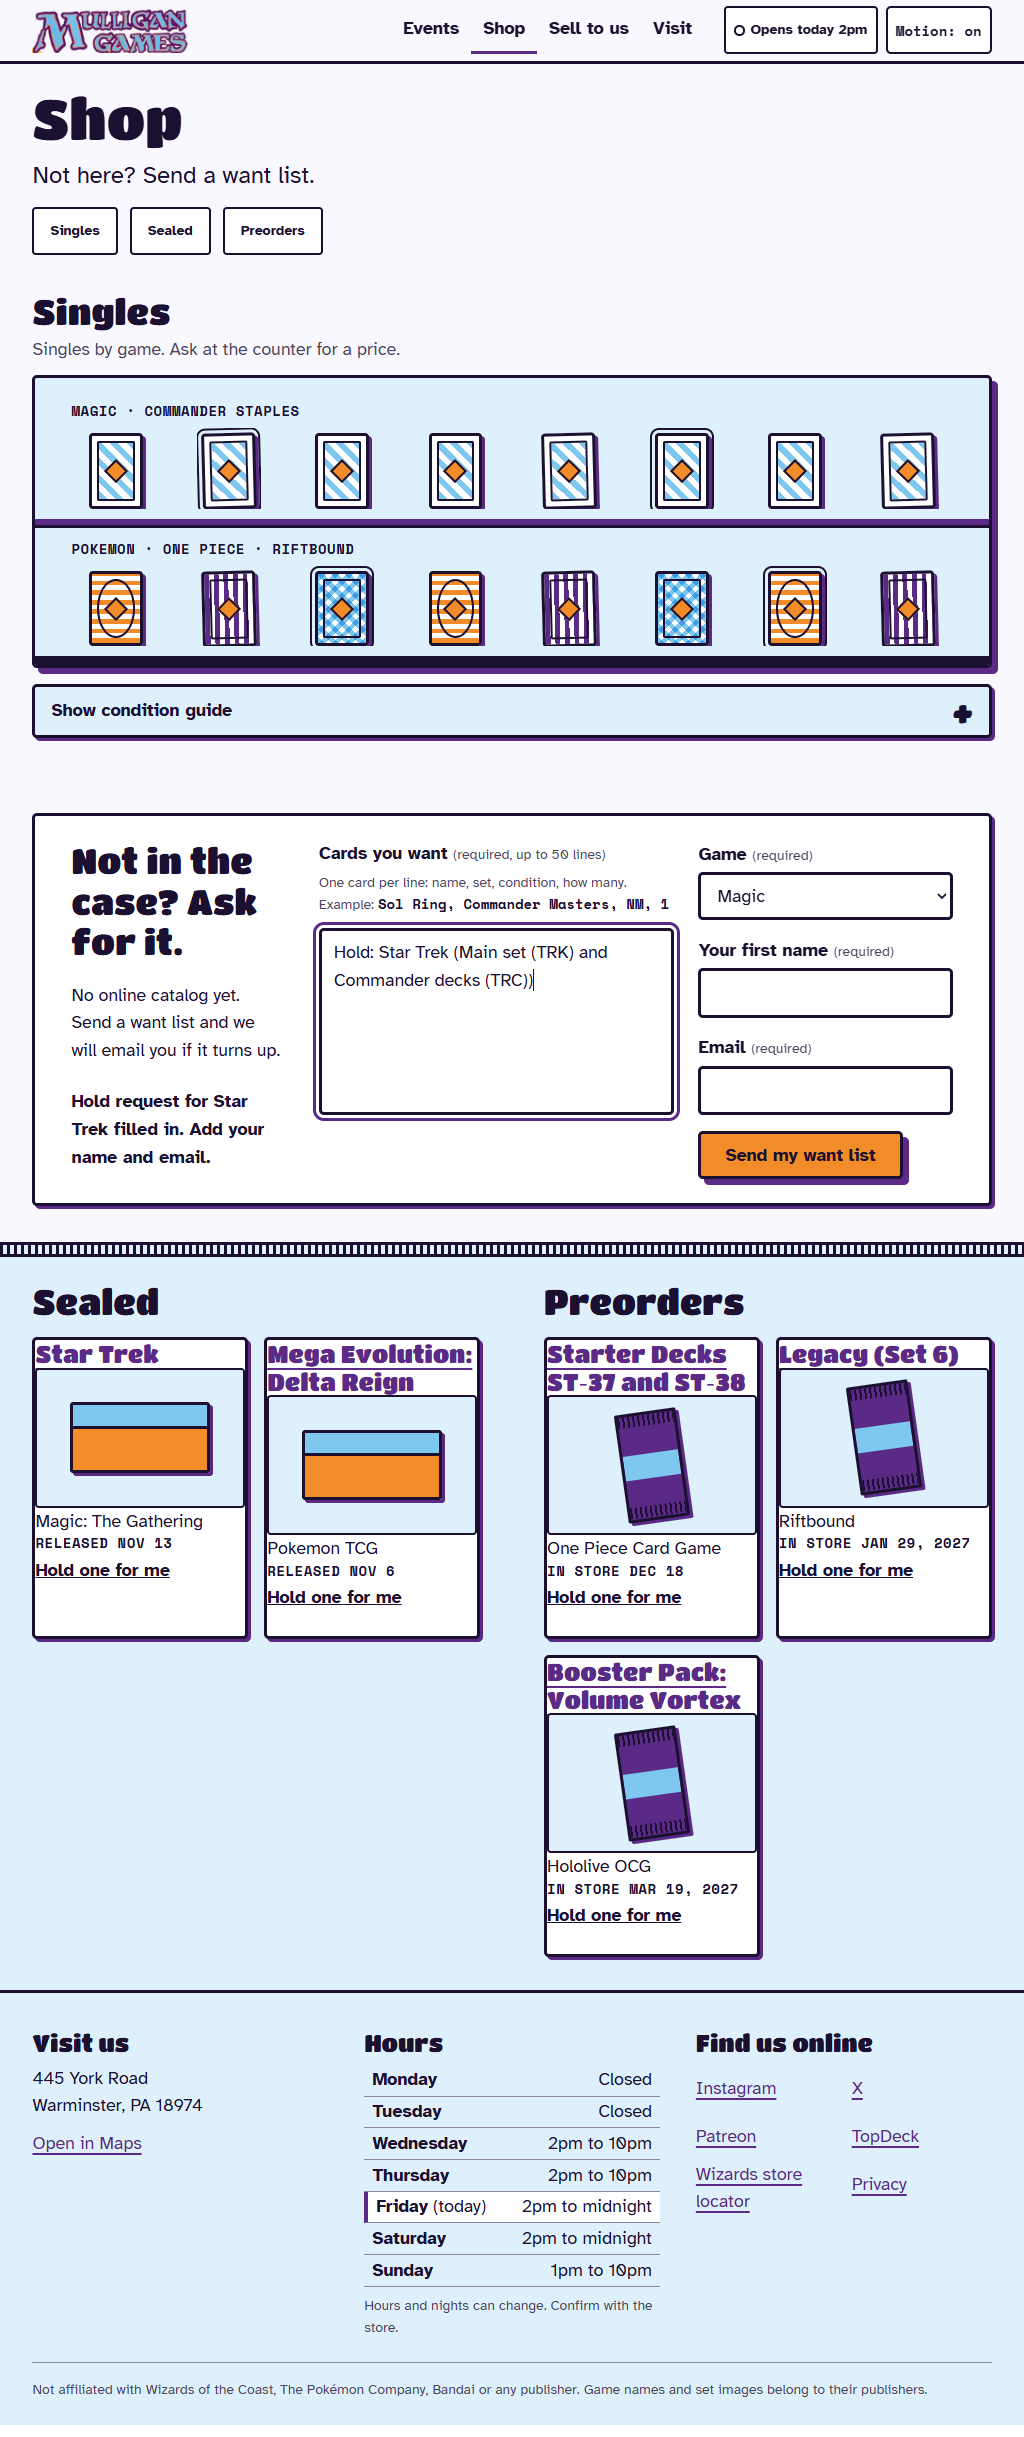 MULLIGAN
GAMES
Events
Shop
Sell to us
Visit
Opens today 2pm
Motion: on
Shop
Not here? Send a want list.
Singles
Sealed
Preorders
Singles
Singles by game. Ask at the counter for a price.
MAGIC · COMMANDER STAPLES
POKEMON · ONE PIECE · RIFTBOUND
Show condition guide
Not in the
case? Ask
for it.
No online catalog yet.
Send a want list and we
will email you if it turns up.
Hold request for Star
Trek filled in. Add your
name and email.
Cards you want (required, up to 50 lines)
One card per line: name, set, condition, how many.
Example: Sol Ring, Commander Masters, NM, 1
Hold: Star Trek (Main set (TRK) and
Commander decks (TRC))
Game (required)
Magic
Your first name (required)
Email (required)
Send my want list
Sealed
Star Trek
Magic: The Gathering
RELEASED NOV 13
Hold one for me
Mega Evolution:
Delta Reign
Pokemon TCG
RELEASED NOV 6
Hold one for me
Preorders
Starter Decks
ST-37 and ST-38
One Piece Card Game
IN STORE DEC 18
Hold one for me
Legacy (Set 6)
Riftbound
IN STORE JAN 29, 2027
Hold one for me
Booster Pack:
Volume Vortex
Hololive OCG
IN STORE MAR 19, 2027
Hold one for me
Visit us
445 York Road
Warminster, PA 18974
Open in Maps
Hours
Monday Closed
Tuesday Closed
Wednesday 2pm to 10pm
Thursday 2pm to 10pm
Friday (today) 2pm to midnight
Saturday 2pm to midnight
Sunday 1pm to 10pm
Hours and nights can change. Confirm with the
store.
Find us online
Instagram
X
Patreon
TopDeck
Wizards store
locator
Privacy
Not affiliated with Wizards of the Coast, The Pokémon Company, Bandai or any publisher. Game names and set images belong to their publishers.